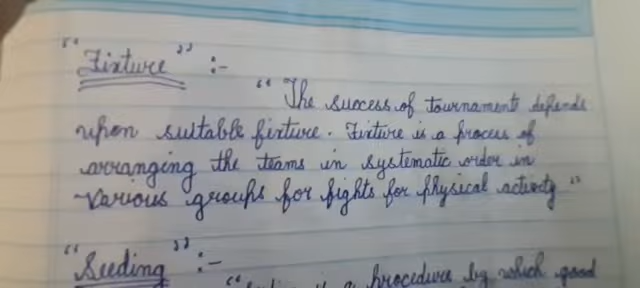 "Fixture" :-
" The success of tournament depends
upon suitable fixture. Fixture is a process of
arranging the teams in systematic order in
various groups for fights for physical activity "
"Seeding" :-
is a procedure by which good